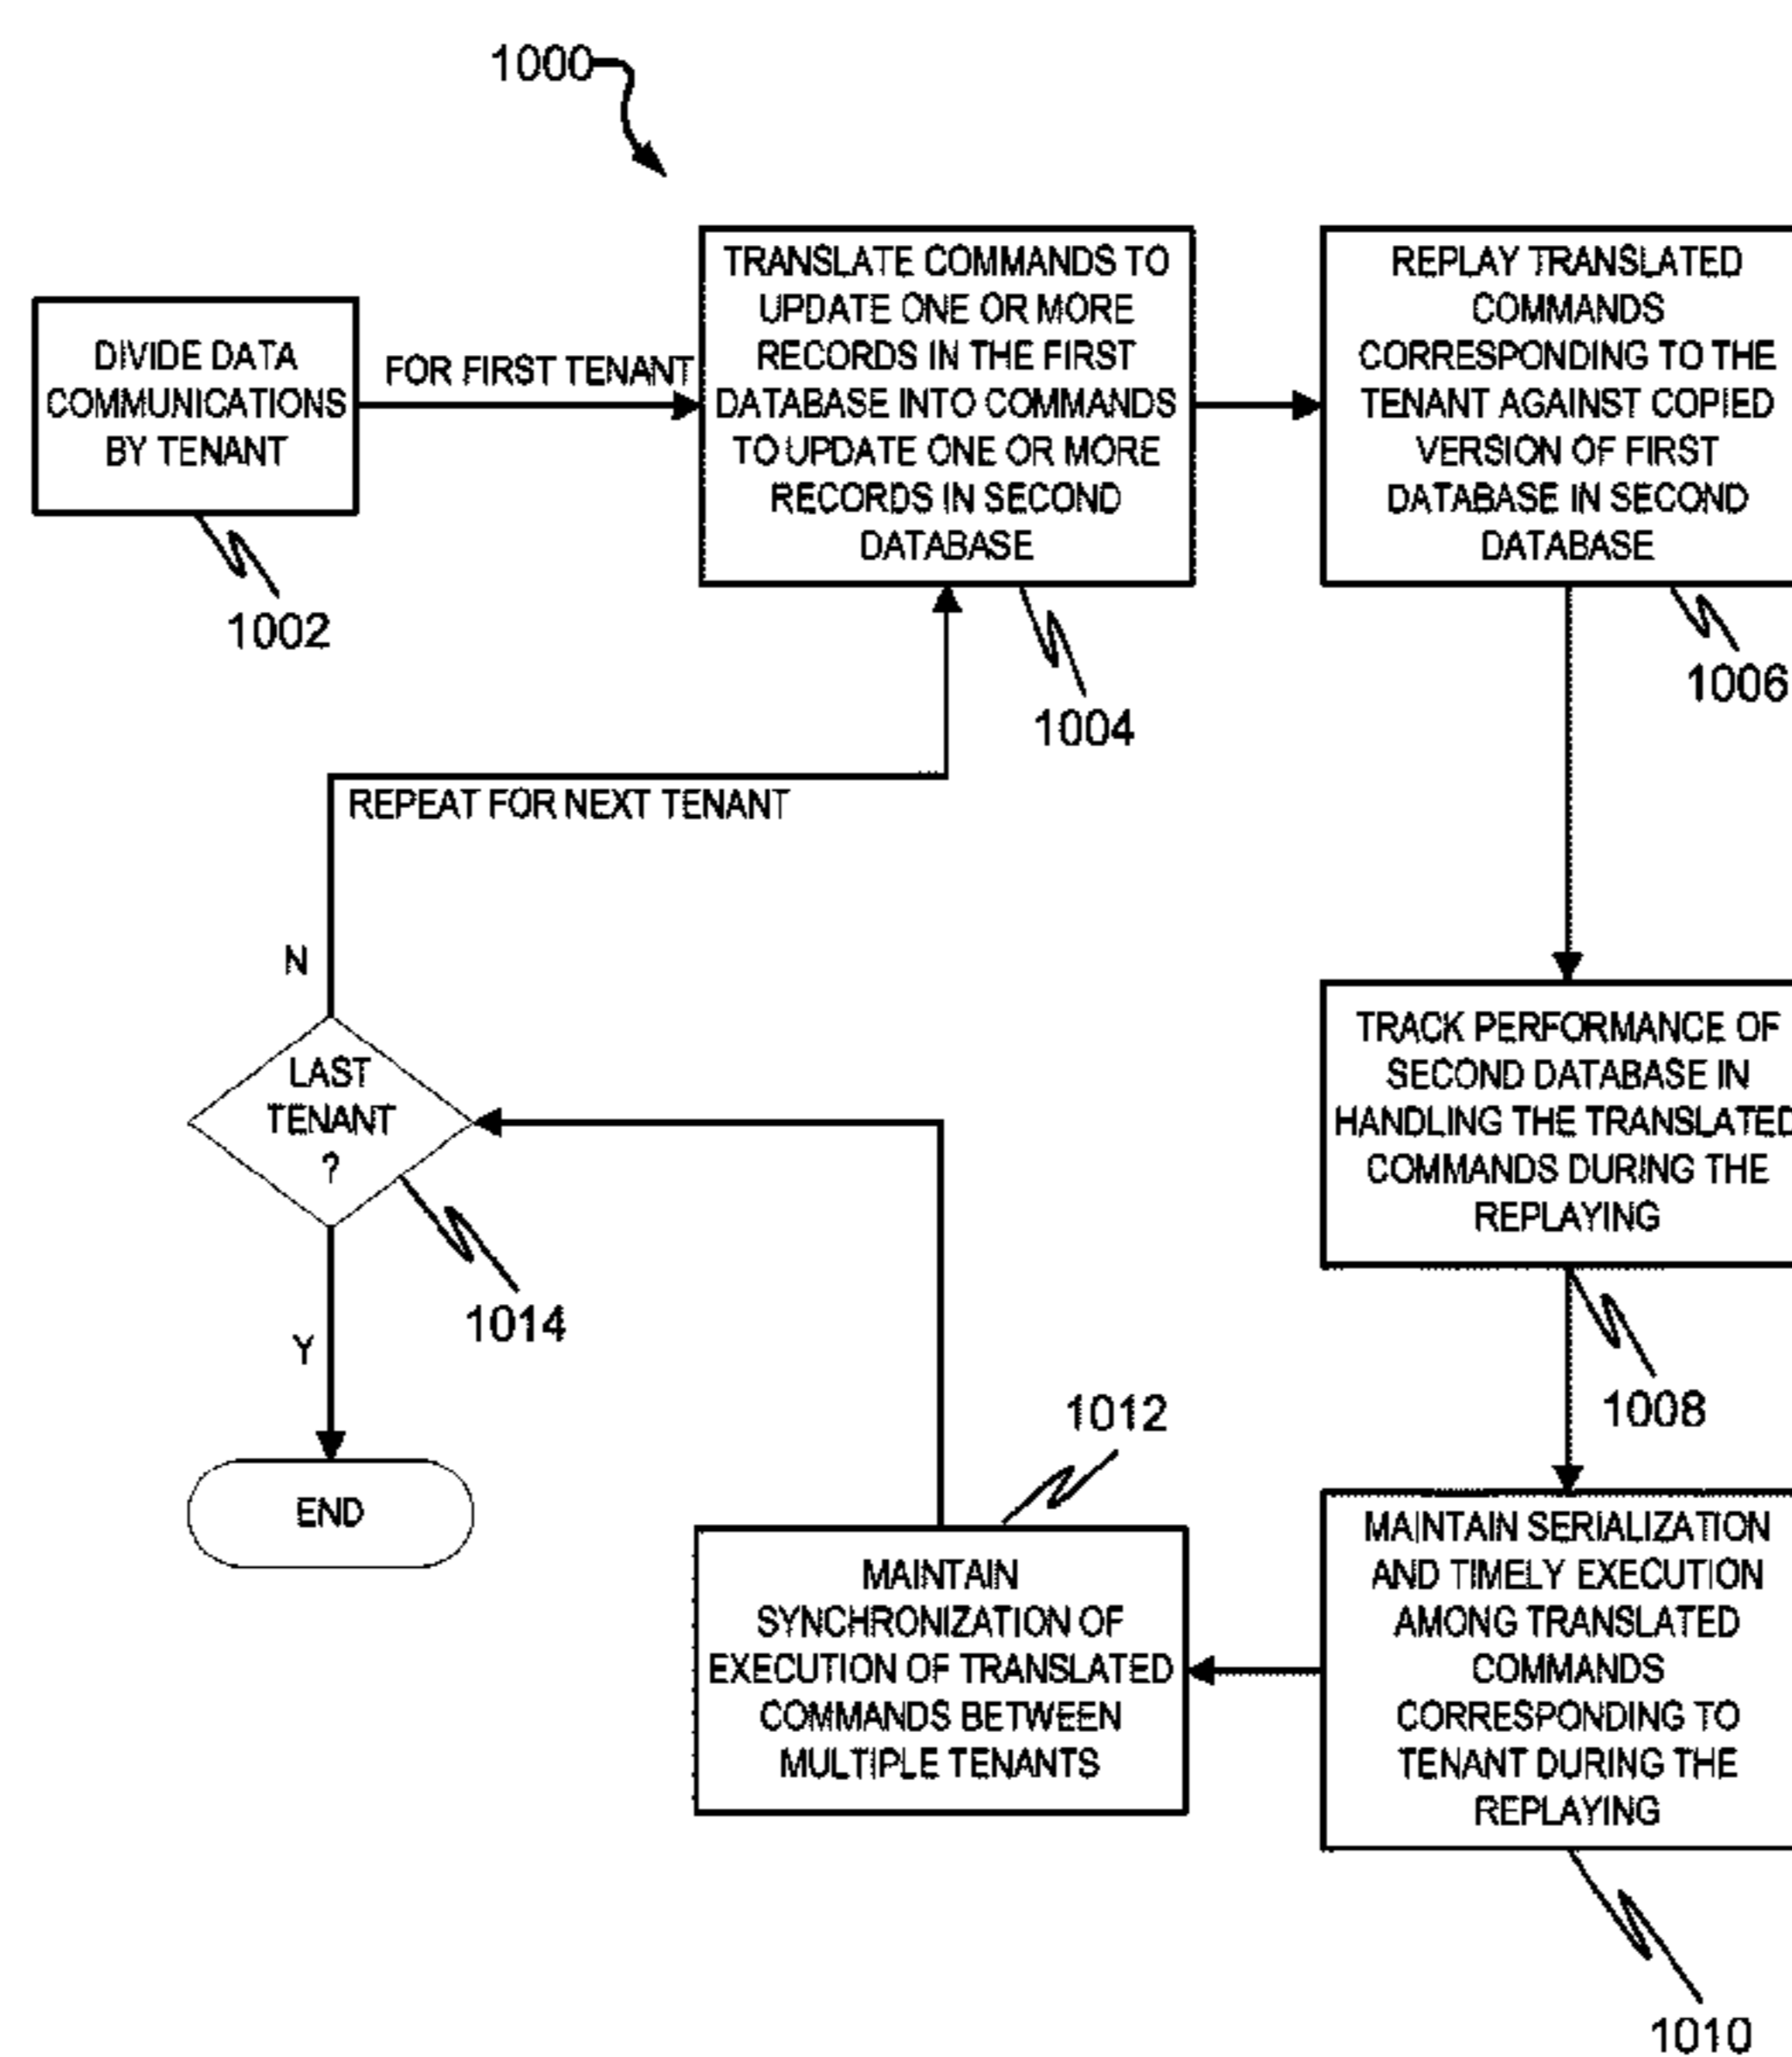 1000
DIVIDE DATA
COMMUNICATIONS
BY TENANT
1002
FOR FIRST TENANT
TRANSLATE COMMANDS TO
UPDATE ONE OR MORE
RECORDS IN THE FIRST
DATABASE INTO COMMANDS
TO UPDATE ONE OR MORE
RECORDS IN SECOND
DATABASE
1004
REPLAY TRANSLATED
COMMANDS
CORRESPONDING TO THE
TENANT AGAINST COPIED
VERSION OF FIRST
DATABASE IN SECOND
DATABASE
1006
REPEAT FOR NEXT TENANT
N
LAST
TENANT
?
1014
Y
END
TRACK PERFORMANCE OF
SECOND DATABASE IN
HANDLING THE TRANSLATED
COMMANDS DURING THE
REPLAYING
1008
1012
MAINTAIN
SYNCHRONIZATION OF
EXECUTION OF TRANSLATED
COMMANDS BETWEEN
MULTIPLE TENANTS
MAINTAIN SERIALIZATION
AND TIMELY EXECUTION
AMONG TRANSLATED
COMMANDS
CORRESPONDING TO
TENANT DURING THE
REPLAYING
1010